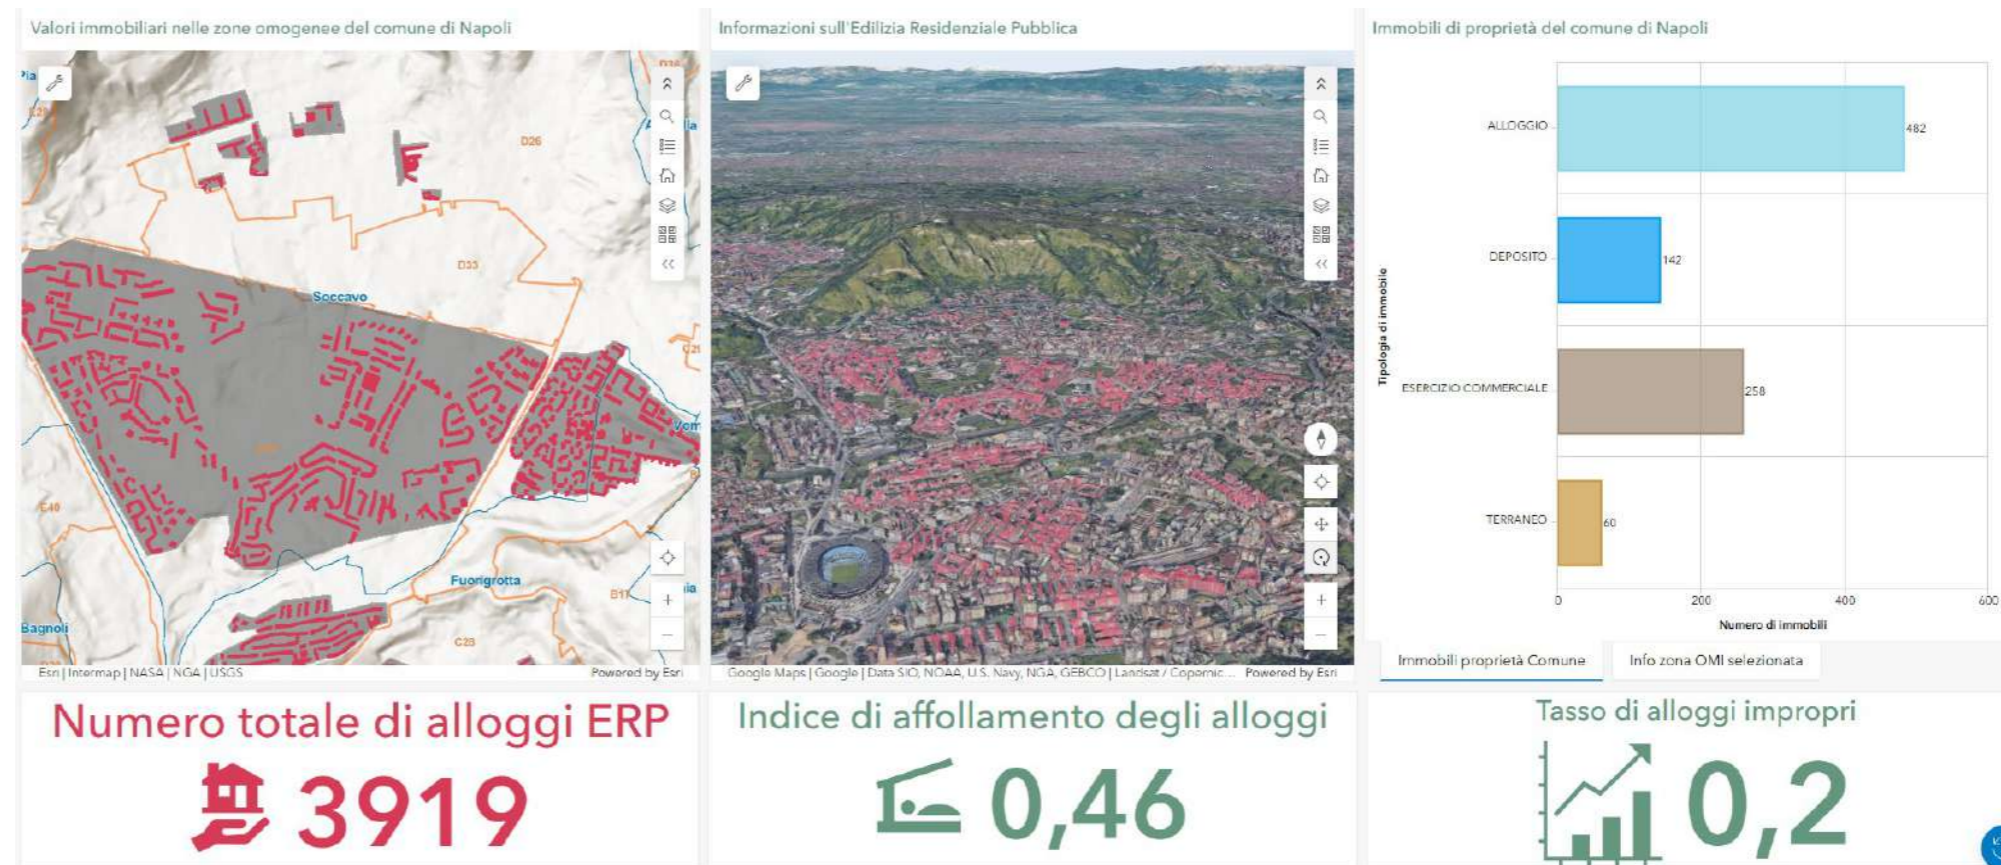 Valori immobiliari nelle zone omogenee del comune di Napoli
D26
D33
Soccavo
E40
Fuorigrotta
Bagnoli
C28
Esri | Intermap | NASA | NGA | USGS
Powered by Esri
Informazioni sull'Edilizia Residenziale Pubblica
Google Maps | Google | Data SIO, NOAA, U.S. Navy, NGA, GEBCO | Landsat / Copernic...
Powered by Esri
Immobili di proprietà del comune di Napoli
Tipologia di immobile
ALLOGGIO
482
DEPOSITO
142
ESERCIZIO COMMERCIALE
258
TERRANEO
60
0
200
400
600
Numero di immobili
Immobili proprietà Comune
Info zona OMI selezionata
Numero totale di alloggi ERP
3919
Indice di affollamento degli alloggi
0,46
Tasso di alloggi impropri
0,2